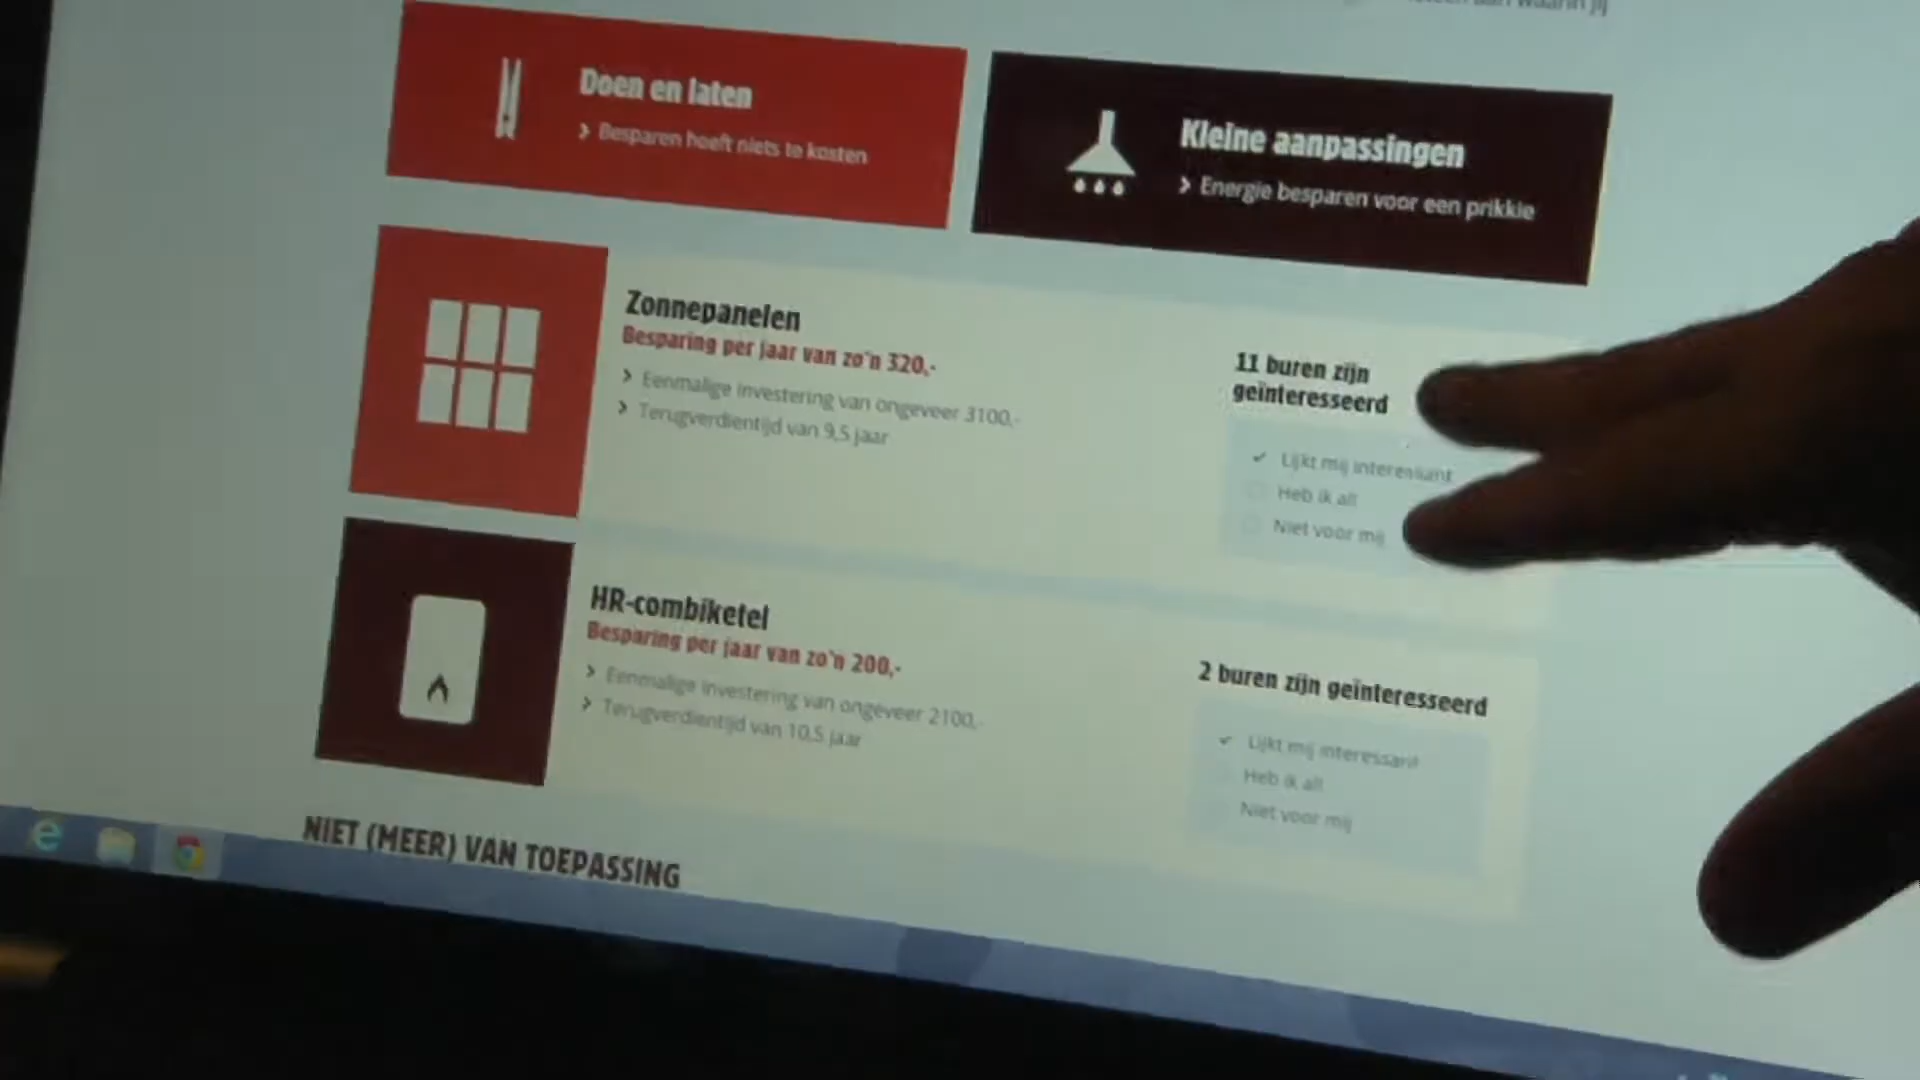 waarin jij
Doen en laten
Besparen hoeft niets te kosten
Kleine aanpassingen
Energie besparen voor een prikkie
Zonnepanelen
Besparing per jaar van zo'n 320,-
Eenmalige investering van ongeveer 3100,-
Terugverdientijd van 9,5 jaar
11 buren zijn
geïnteresseerd
Lijkt mij interessant
Heb ik al!
Niet voor mij
HR-combiketel
Besparing per jaar van zo'n 200,-
Eenmalige investering van ongeveer 2100,-
Terugverdientijd van 10,5 jaar
2 buren zijn geïnteresseerd
Lijkt mij interessant
Heb ik al!
Niet voor mij
NIET (MEER) VAN TOEPASSING